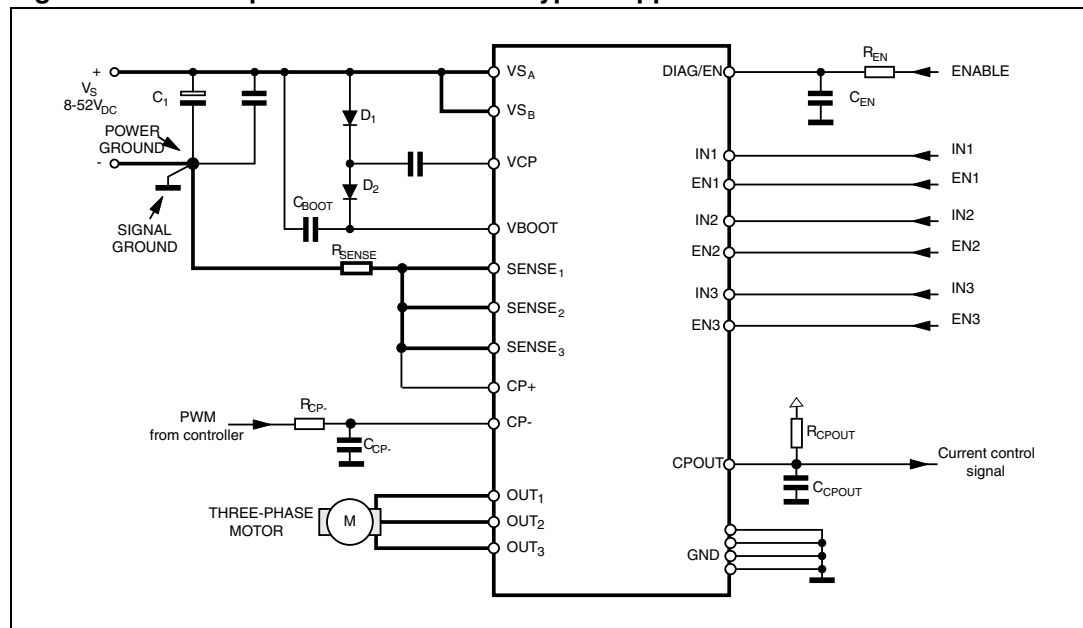 +
VS
8-52VDC
C1
POWER
GROUND
-
SIGNAL
GROUND
D1
D2
CBOOT
RSENSE
PWM
from controller
RCP-
CCP-
THREE-PHASE
MOTOR
M
VSA
VSB
VCP
VBOOT
SENSE1
SENSE2
SENSE3
CP+
CP-
OUT1
OUT2
OUT3
DIAG/EN
IN1
EN1
IN2
EN2
IN3
EN3
CPOUT
GND
REN
ENABLE
CEN
IN1
EN1
IN2
EN2
IN3
EN3
RCPOUT
Current control
signal
CCPOUT